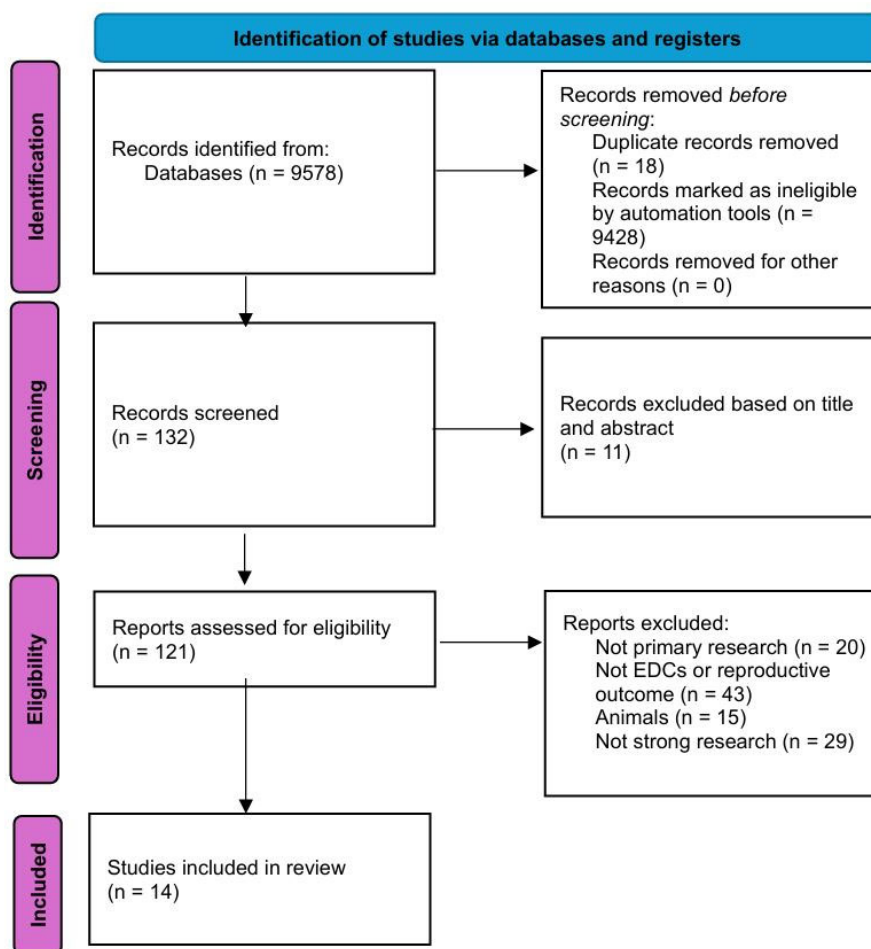 Identification of studies via databases and registers
Identification
Records identified from:
Databases (n = 9578)
Records removed before
screening:
Duplicate records removed
(n = 18)
Records marked as ineligible
by automation tools (n =
9428)
Records removed for other
reasons (n = 0)
Screening
Records screened
(n = 132)
Records excluded based on title
and abstract
(n = 11)
Eligibility
Reports assessed for eligibility
(n = 121)
Reports excluded:
Not primary research (n = 20)
Not EDCs or reproductive
outcome (n = 43)
Animals (n = 15)
Not strong research (n = 29)
Included
Studies included in review
(n = 14)